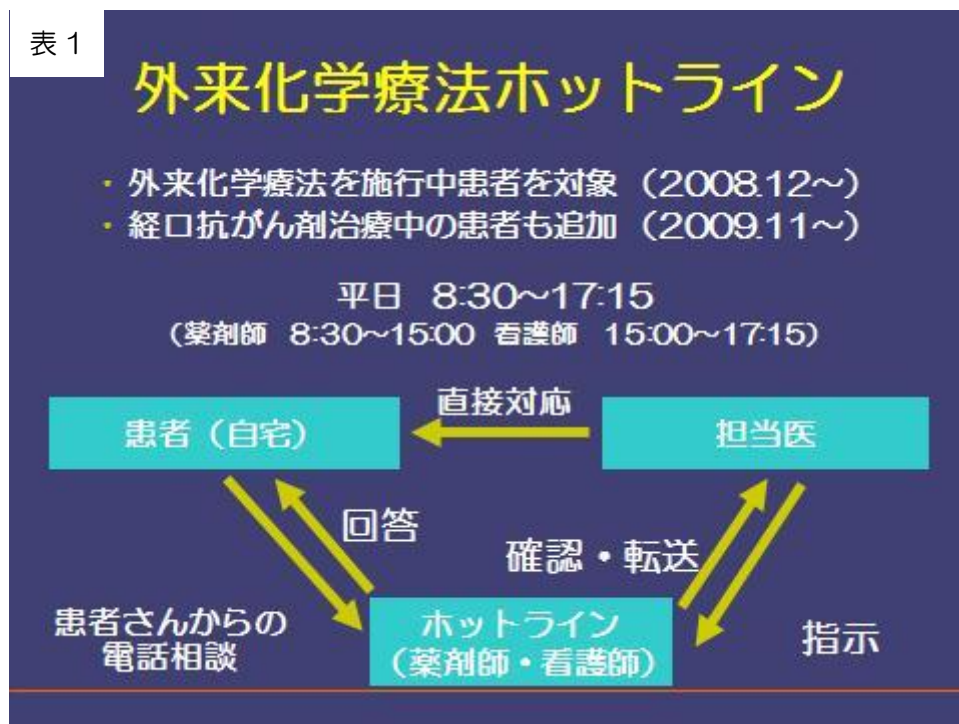 表 1
外来化学療法ホットライン
・外来化学療法を施行中患者を対象（2008.12～）
・経口抗がん剤治療中の患者も追加（2009.11～）
平日 8:30～17:15
（薬剤師 8:30～15:00 看護師 15:00～17:15）
直接対応
患者（自宅）
担当医
回答
確認・転送
患者さんからの
電話相談
ホットライン
（薬剤師・看護師）
指示